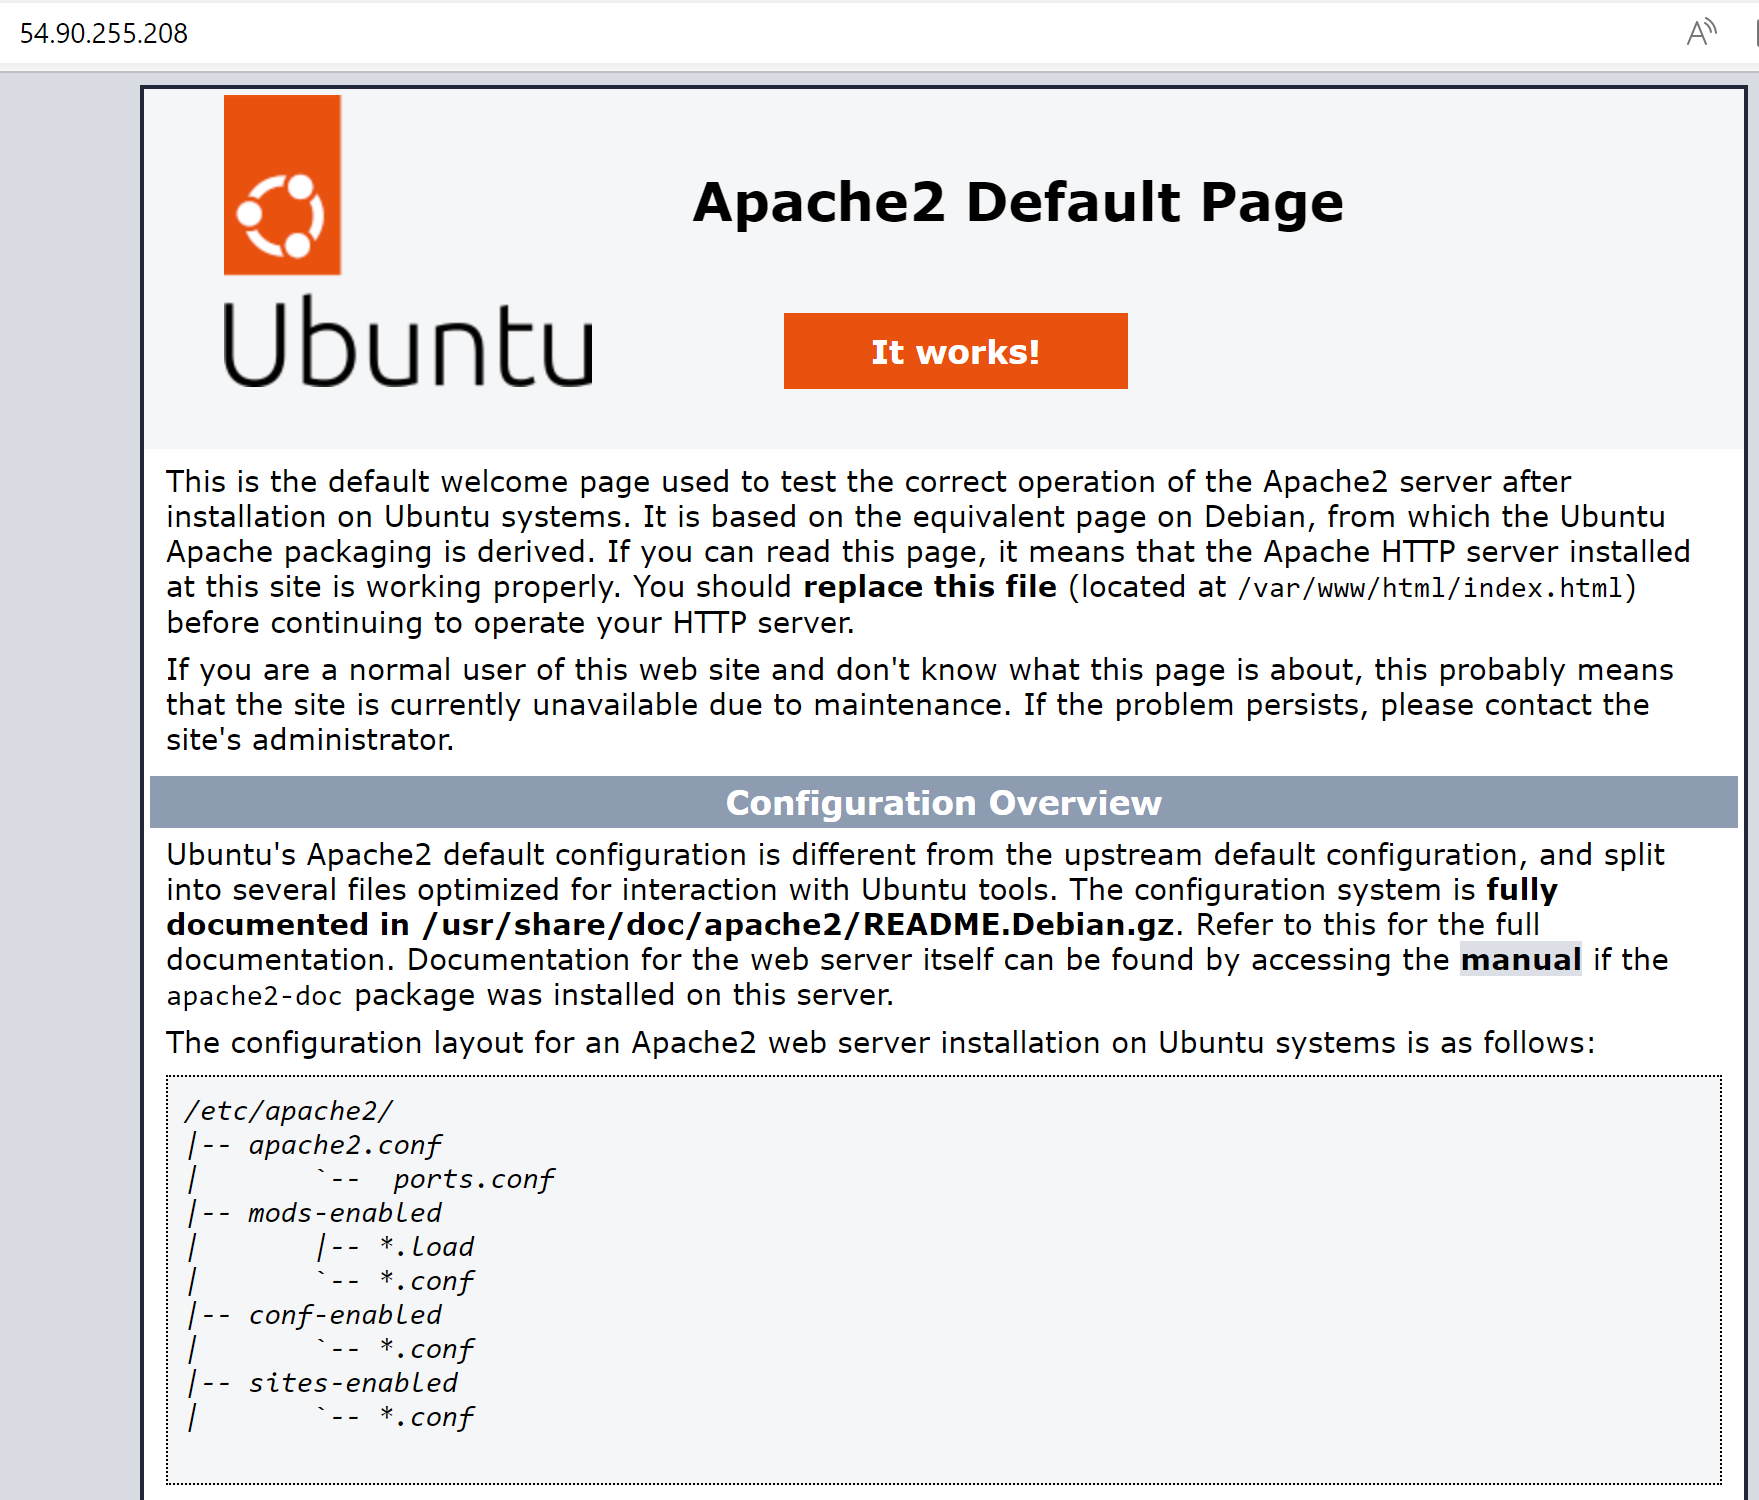 54.90.255.208
Apache2 Default Page
Ubuntu
It works!
This is the default welcome page used to test the correct operation of the Apache2 server after
installation on Ubuntu systems. It is based on the equivalent page on Debian, from which the Ubuntu
Apache packaging is derived. If you can read this page, it means that the Apache HTTP server installed
at this site is working properly. You should replace this file (located at /var/www/html/index.html)
before continuing to operate your HTTP server.
If you are a normal user of this web site and don't know what this page is about, this probably means
that the site is currently unavailable due to maintenance. If the problem persists, please contact the
site's administrator.
Configuration Overview
Ubuntu's Apache2 default configuration is different from the upstream default configuration, and split
into several files optimized for interaction with Ubuntu tools. The configuration system is fully
documented in /usr/share/doc/apache2/README.Debian.gz. Refer to this for the full
documentation. Documentation for the web server itself can be found by accessing the manual if the
apache2-doc package was installed on this server.
The configuration layout for an Apache2 web server installation on Ubuntu systems is as follows:
/etc/apache2/
|-- apache2.conf
|       `--  ports.conf
|-- mods-enabled
|       |-- *.load
|       `-- *.conf
|-- conf-enabled
|       `-- *.conf
|-- sites-enabled
|       `-- *.conf